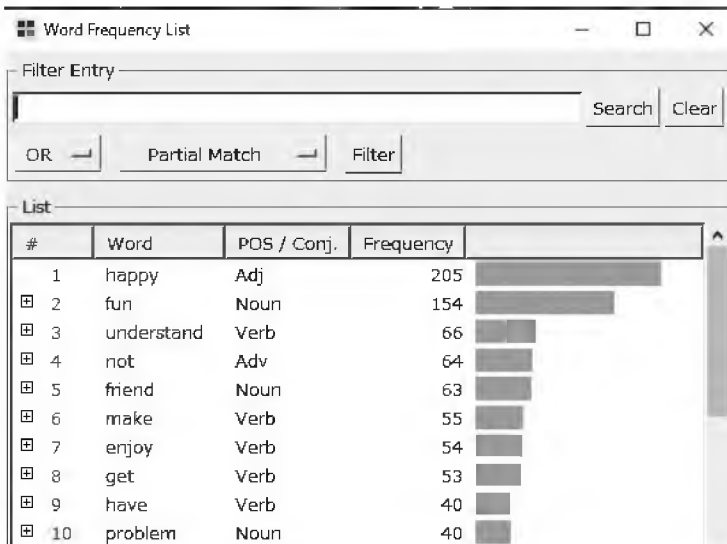 Word Frequency List
Filter Entry
Search Clear
OR Partial Match Filter
List
# Word POS / Conj. Frequency
1 happy Adj 205
2 fun Noun 154
3 understand Verb 66
4 not Adv 64
5 friend Noun 63
6 make Verb 55
7 enjoy Verb 54
8 get Verb 53
9 have Verb 40
10 problem Noun 40